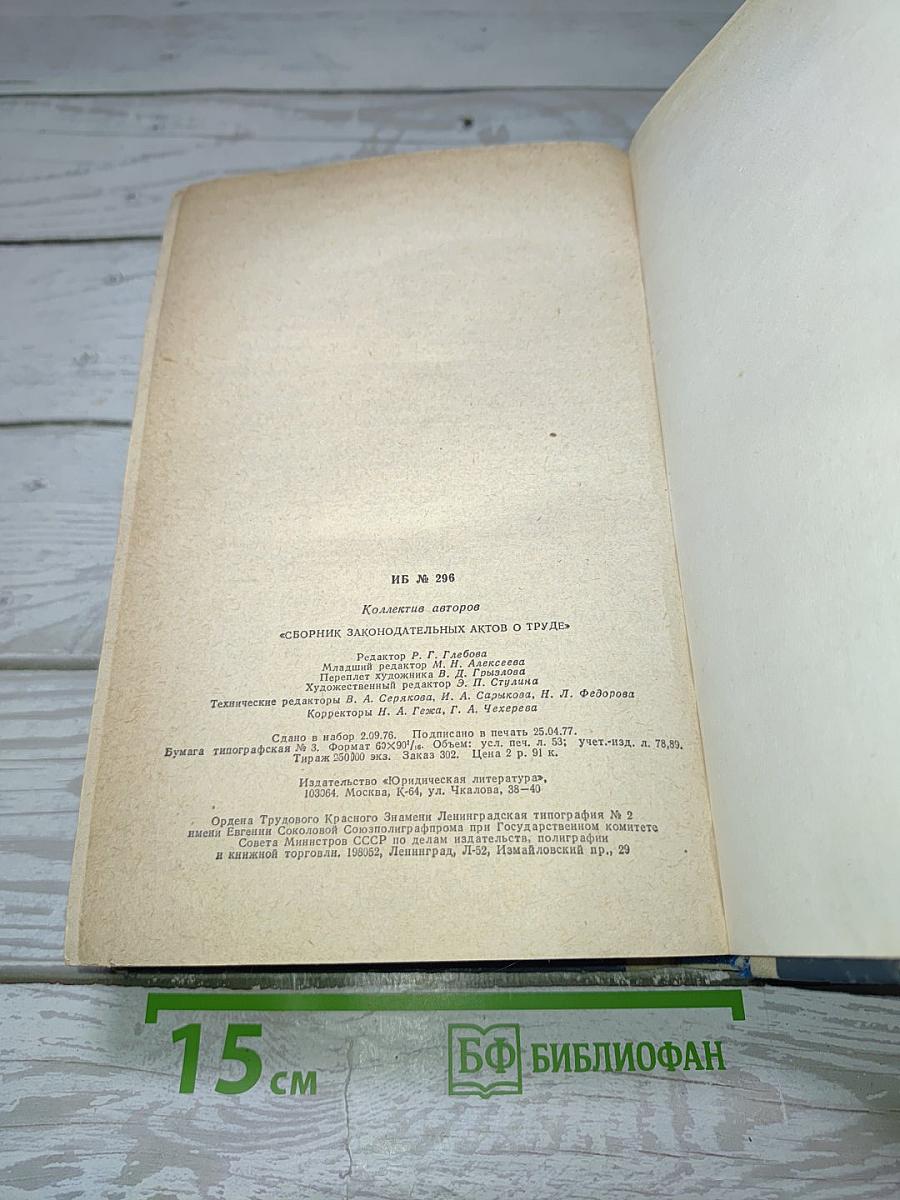 ИБ № 296
Коллектив авторов
«СБОРНИК ЗАКОНОДАТЕЛЬНЫХ АКТОВ О ТРУДЕ»
Редактор Р. Г. Глебова
Младший редактор М. Н. Алексеева
Переплет художника В. Д. Грызлова
Художественный редактор Э. П. Стулина
Технические редакторы В. А. Серякова, И. А. Сарыкова, Н. Л. Федорова
Корректоры Н. А. Гежа, Г. А. Чехерева
Сдано в набор 2.09.76. Подписано в печать 25.04.77.
Бумага типографская № 3. Формат 60×90¹/₁₆. Объем: усл. печ. л. 53; учет.-изд. л. 78,89.
Тираж 250000 экз. Заказ 302. Цена 2 р. 91 к.
Издательство «Юридическая литература»,
103064. Москва, К-64, ул. Чкалова, 38—40
Ордена Трудового Красного Знамени Ленинградская типография № 2
имени Евгении Соколовой Союзполиграфпрома при Государственном комитете
Совета Министров СССР по делам издательств, полиграфии
и книжной торговли. 198052, Ленинград, Л-52, Измайловский пр., 29
15 см
БФ БИБЛИОФАН